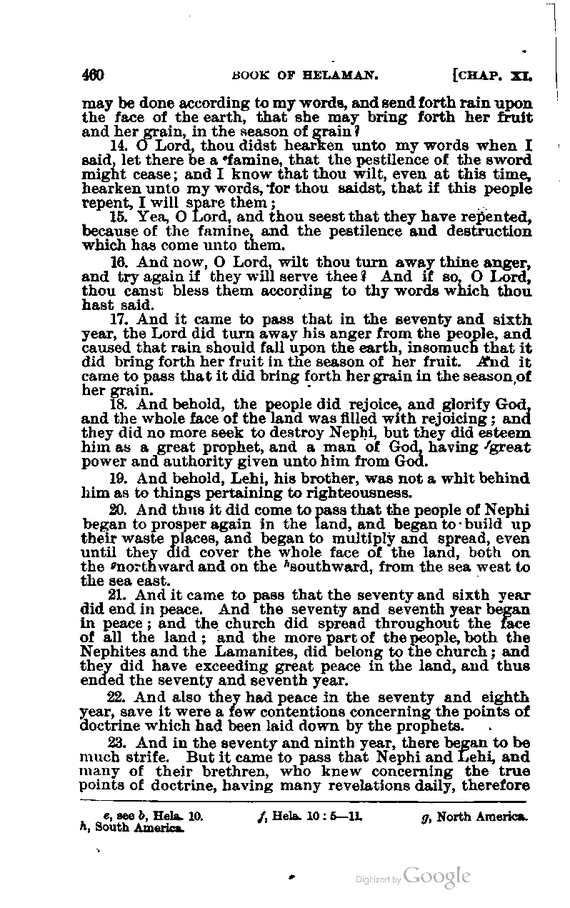 460 BOOK OF HELAMAN. [CHAP. XI.
may be done according to my words, and send forth rain upon
the face of the earth, that she may bring forth her fruit
and her grain, in the season of grain?
14. O Lord, thou didst hearken unto my words when I
said, let there be a ᵉfamine, that the pestilence of the sword
might cease; and I know that thou wilt, even at this time,
hearken unto my words, for thou saidst, that if this people
repent, I will spare them;
15. Yea, O Lord, and thou seest that they have repented,
because of the famine, and the pestilence and destruction
which has come unto them.
16. And now, O Lord, wilt thou turn away thine anger,
and try again if they will serve thee? And if so, O Lord,
thou canst bless them according to thy words which thou
hast said.
17. And it came to pass that in the seventy and sixth
year, the Lord did turn away his anger from the people, and
caused that rain should fall upon the earth, insomuch that it
did bring forth her fruit in the season of her fruit. And it
came to pass that it did bring forth her grain in the season of
her grain.
18. And behold, the people did rejoice, and glorify God,
and the whole face of the land was filled with rejoicing; and
they did no more seek to destroy Nephi, but they did esteem
him as a great prophet, and a man of God, having ᶠgreat
power and authority given unto him from God.
19. And behold, Lehi, his brother, was not a whit behind
him as to things pertaining to righteousness.
20. And thus it did come to pass that the people of Nephi
began to prosper again in the land, and began to build up
their waste places, and began to multiply and spread, even
until they did cover the whole face of the land, both on
the ᵍnorthward and on the ʰsouthward, from the sea west to
the sea east.
21. And it came to pass that the seventy and sixth year
did end in peace. And the seventy and seventh year began
in peace; and the church did spread throughout the face
of all the land; and the more part of the people, both the
Nephites and the Lamanites, did belong to the church; and
they did have exceeding great peace in the land, and thus
ended the seventy and seventh year.
22. And also they had peace in the seventy and eighth
year, save it were a few contentions concerning the points of
doctrine which had been laid down by the prophets.
23. And in the seventy and ninth year, there began to be
much strife. But it came to pass that Nephi and Lehi, and
many of their brethren, who knew concerning the true
points of doctrine, having many revelations daily, therefore
e, see b, Hela. 10. f, Hela. 10:5—11. g, North America.
h, South America.
Digitized by Google